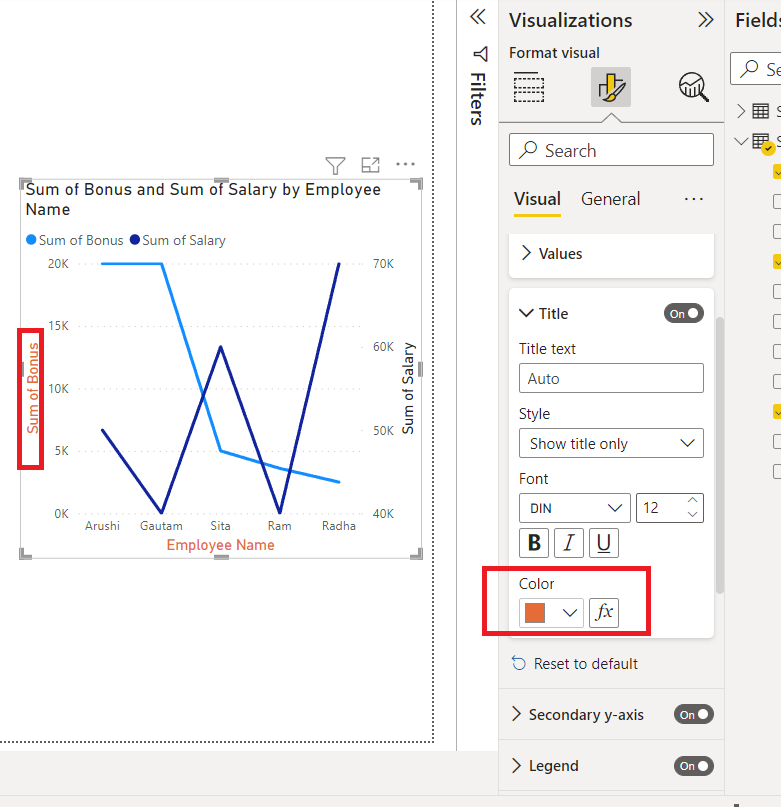 Visualizations
Fields
Format visual
Filters
Se
Search
Visual
General
Values
Title
On
Title text
Auto
Style
Show title only
Font
DIN
12
B
I
U
Color
fx
Reset to default
Secondary y-axis
On
Legend
On
Sum of Bonus and Sum of Salary by Employee
Name
Sum of Bonus
Sum of Salary
20K
15K
10K
5K
0K
70K
60K
50K
40K
Sum of Bonus
Sum of Salary
Arushi
Gautam
Sita
Ram
Radha
Employee Name